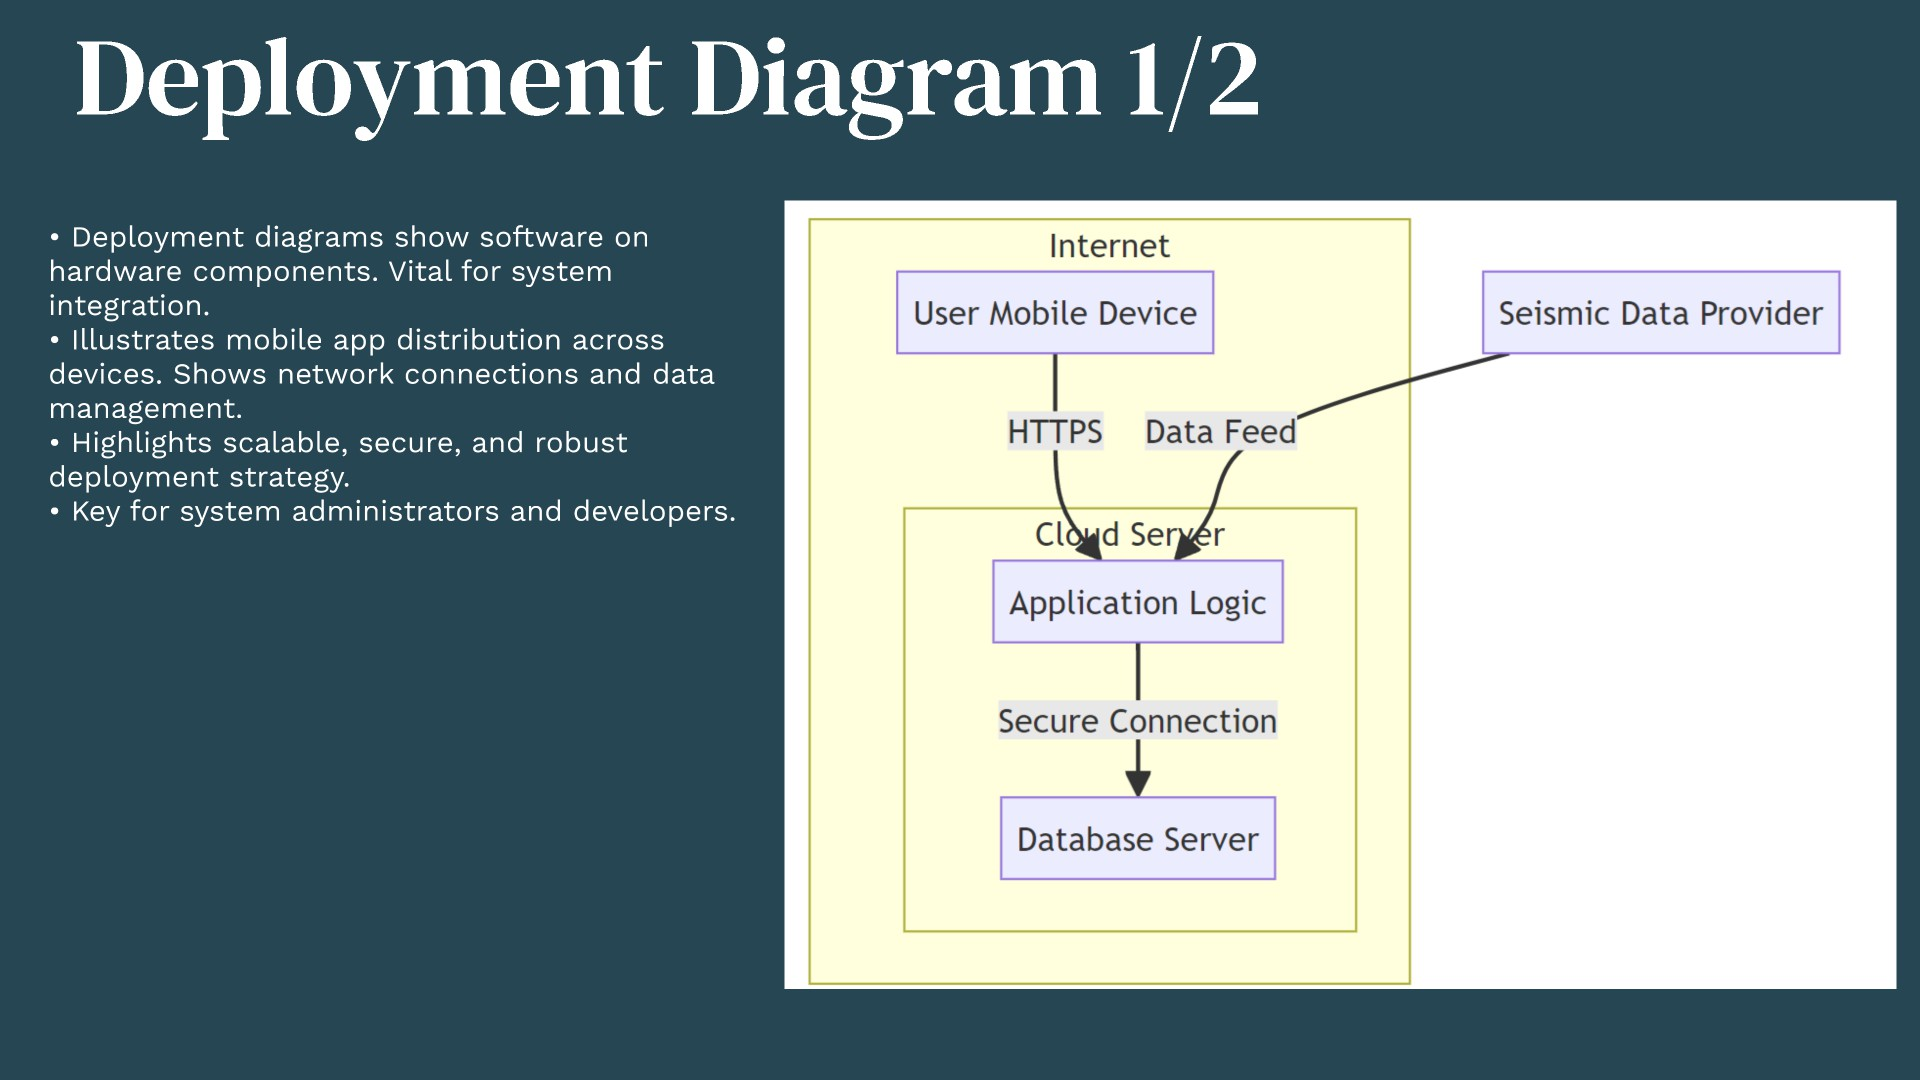 Deployment Diagram 1/2
• Deployment diagrams show software on
hardware components. Vital for system
integration.
• Illustrates mobile app distribution across
devices. Shows network connections and data
management.
• Highlights scalable, secure, and robust
deployment strategy.
• Key for system administrators and developers.
Internet
User Mobile Device
Seismic Data Provider
HTTPS
Data Feed
Cloud Server
Application Logic
Secure Connection
Database Server